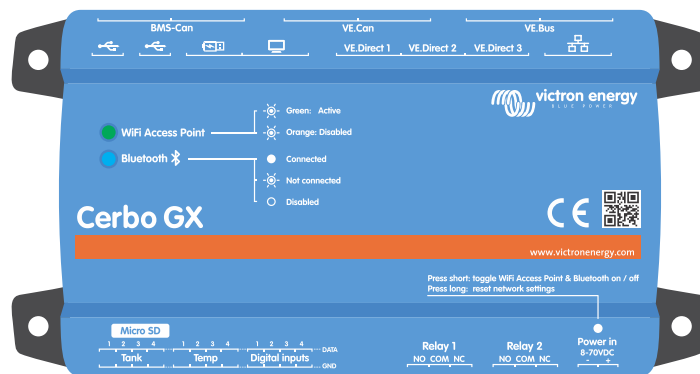 BMS-Can VE.Can VE.Bus
VE.Direct 1 VE.Direct 2 VE.Direct 3
victron energy
BLUE POWER
Green: Active
WiFi Access Point
Orange: Disabled
Bluetooth
Connected
Not connected
Disabled
Cerbo GX
CE
www.victronenergy.com
Press short: toggle WiFi Access Point & Bluetooth on / off
Press long: reset network settings
Micro SD
1 2 3 4 1 2 3 4 1 2 3 4 DATA
Tank Temp Digital inputs
GND
Relay 1 Relay 2 Power in
NO COM NC NO COM NC 8-70VDC
- +